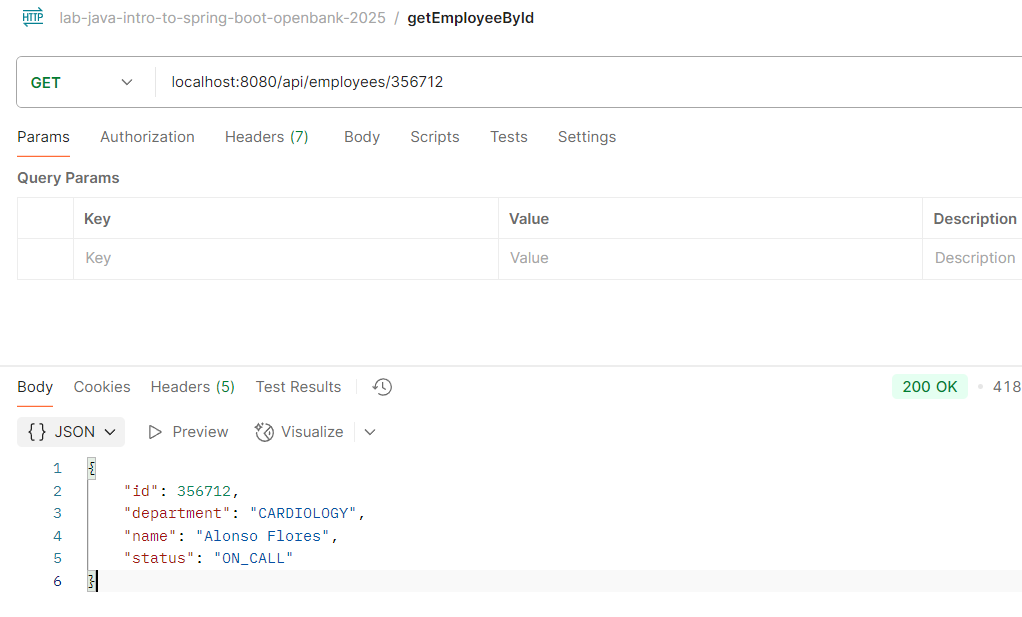 HTTP lab-java-intro-to-spring-boot-openbank-2025 / getEmployeeById
GET localhost:8080/api/employees/356712
Params Authorization Headers (7) Body Scripts Tests Settings
Query Params
Key Value Description
Key Value Description
Body Cookies Headers (5) Test Results 200 OK • 418
{} JSON Preview Visualize
1 {
2 "id": 356712,
3 "department": "CARDIOLOGY",
4 "name": "Alonso Flores",
5 "status": "ON_CALL"
6 }